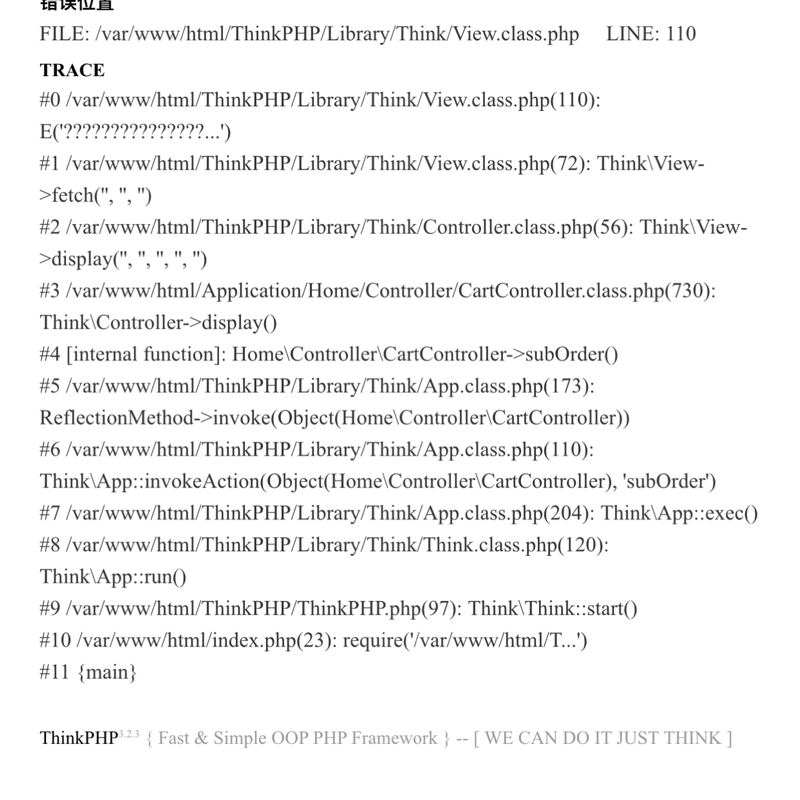 错误位置
FILE: /var/www/html/ThinkPHP/Library/Think/View.class.php LINE: 110
TRACE
#0 /var/www/html/ThinkPHP/Library/Think/View.class.php(110):
E('???????????????...')
#1 /var/www/html/ThinkPHP/Library/Think/View.class.php(72): Think\View-
>fetch('', '', '')
#2 /var/www/html/ThinkPHP/Library/Think/Controller.class.php(56): Think\View-
>display('', '', '', '', '')
#3 /var/www/html/Application/Home/Controller/CartController.class.php(730):
Think\Controller->display()
#4 [internal function]: Home\Controller\CartController->subOrder()
#5 /var/www/html/ThinkPHP/Library/Think/App.class.php(173):
ReflectionMethod->invoke(Object(Home\Controller\CartController))
#6 /var/www/html/ThinkPHP/Library/Think/App.class.php(110):
Think\App::invokeAction(Object(Home\Controller\CartController), 'subOrder')
#7 /var/www/html/ThinkPHP/Library/Think/App.class.php(204): Think\App::exec()
#8 /var/www/html/ThinkPHP/Library/Think/Think.class.php(120):
Think\App::run()
#9 /var/www/html/ThinkPHP/ThinkPHP.php(97): Think\Think::start()
#10 /var/www/html/index.php(23): require('/var/www/html/T...')
#11 {main}
ThinkPHP3.2.3 { Fast & Simple OOP PHP Framework } -- [ WE CAN DO IT JUST THINK ]